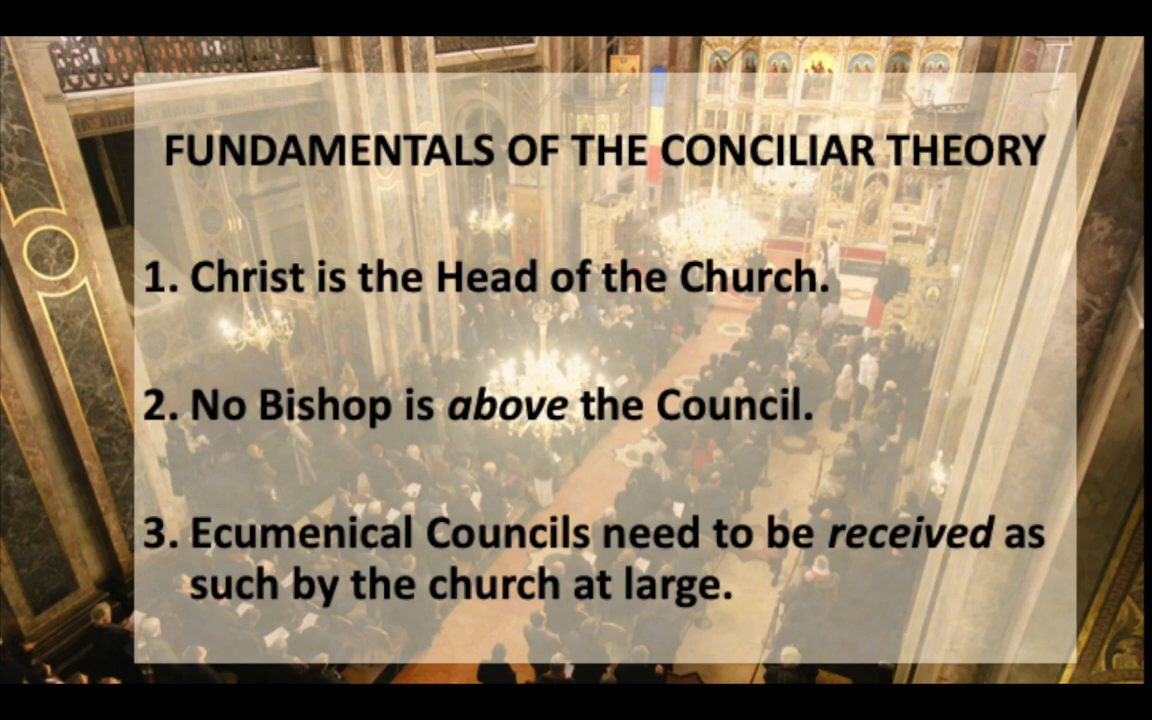 FUNDAMENTALS OF THE CONCILIAR THEORY
1. Christ is the Head of the Church.
2. No Bishop is above the Council.
3. Ecumenical Councils need to be received as
such by the church at large.